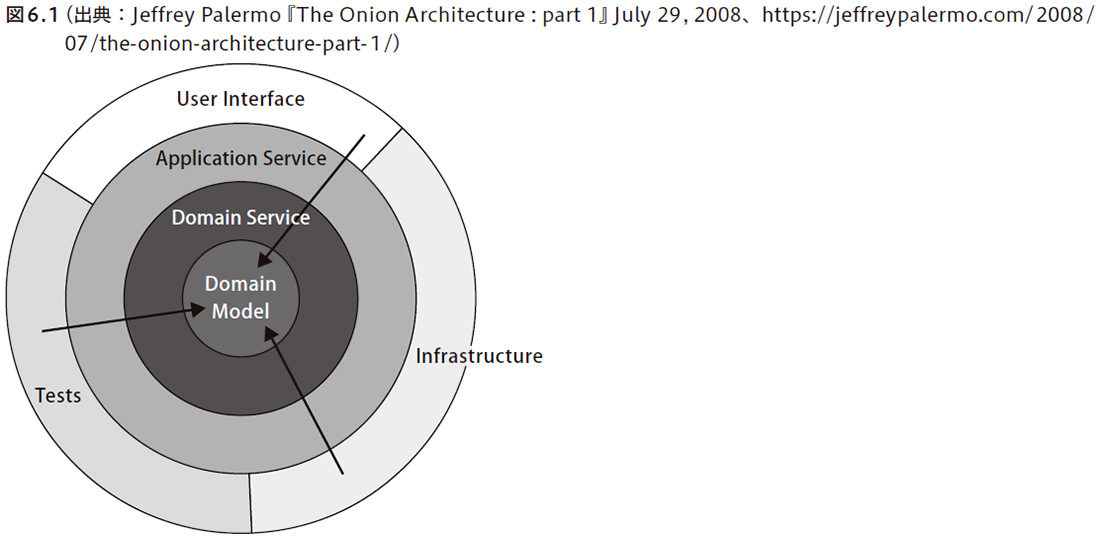 図6.1（出典：Jeffrey Palermo『The Onion Architecture : part 1』July 29, 2008、https://jeffreypalermo.com/2008/
07/the-onion-architecture-part-1/）
User Interface
Application Service
Domain Service
Domain
Model
Infrastructure
Tests